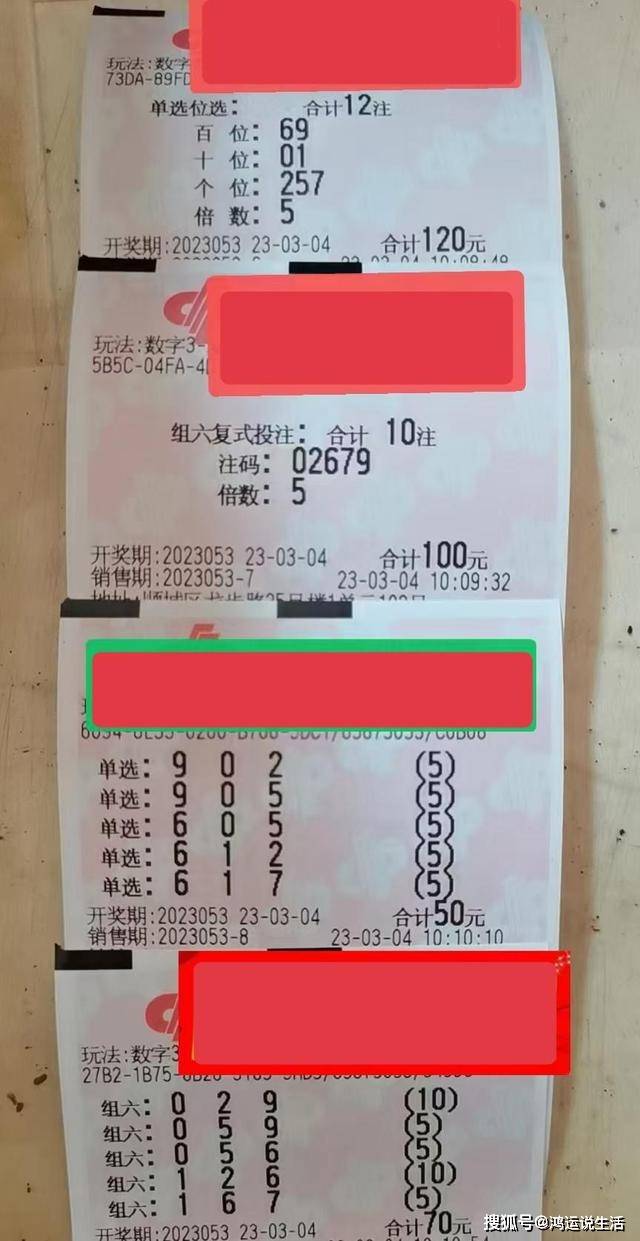 玩法:数字
73DA-89FD
单选位选: 合计12注
百 位: 69
十 位: 01
个 位: 257
倍 数: 5
开奖期:2023053 23-03-04 合计120元
玩法:数字3-
5B5C-04FA-4
组六复式投注: 合计 10注
注码: 02679
倍数: 5
开奖期:2023053 23-03-04 合计100元
销售期:2023053-7 23-03-04 10:09:32
单选: 9 0 2 (5)
单选: 9 0 5 (5)
单选: 6 0 5 (5)
单选: 6 1 2 (5)
单选: 6 1 7 (5)
开奖期:2023053 23-03-04 合计50元
销售期:2023053-8 23-03-04 10:10:10
玩法:数字3
27B2-1B75-
组六: 0 2 9 (10)
组六: 0 5 9 (5)
组六: 0 5 6 (5)
组六: 1 2 6 (10)
组六: 1 6 7 (5)
开奖期:2023053 23-03-04 合计70元
搜狐号@鸿运说生活